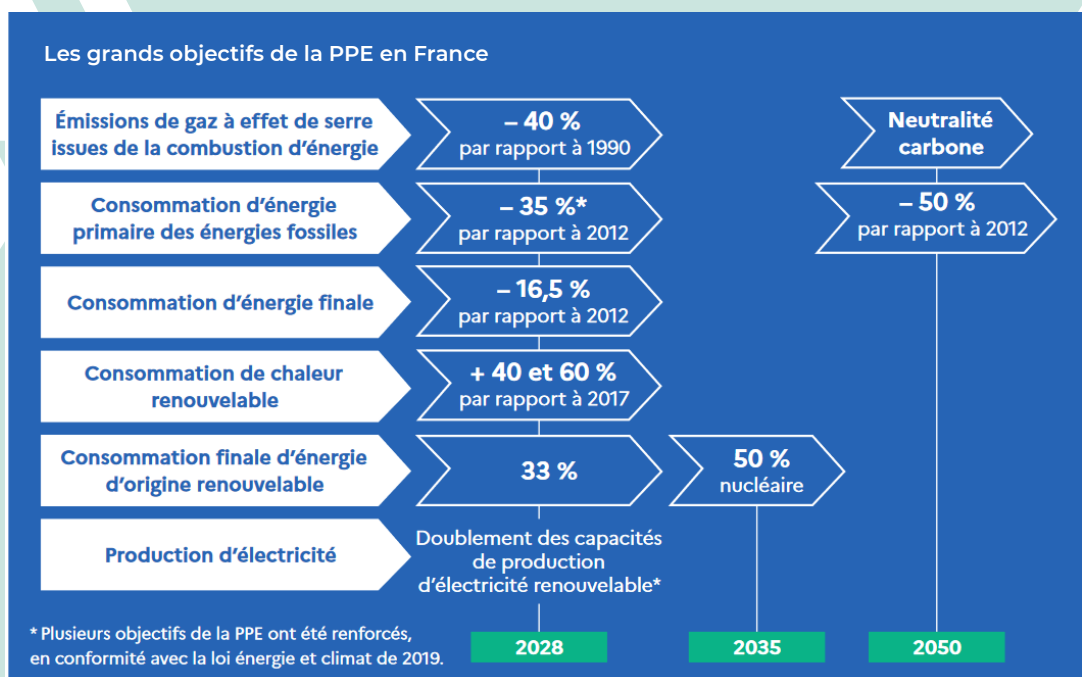 Les grands objectifs de la PPE en France
Émissions de gaz à effet de serre
issues de la combustion d'énergie
– 40 %
par rapport à 1990
Neutralité
carbone
Consommation d'énergie
primaire des énergies fossiles
– 35 %*
par rapport à 2012
– 50 %
par rapport à 2012
Consommation d'énergie finale
– 16,5 %
par rapport à 2012
Consommation de chaleur
renouvelable
+ 40 et 60 %
par rapport à 2017
Consommation finale d'énergie
d'origine renouvelable
33 %
50 %
nucléaire
Production d'électricité
Doublement des capacités
de production
d'électricité renouvelable*
* Plusieurs objectifs de la PPE ont été renforcés,
en conformité avec la loi énergie et climat de 2019.
2028
2035
2050